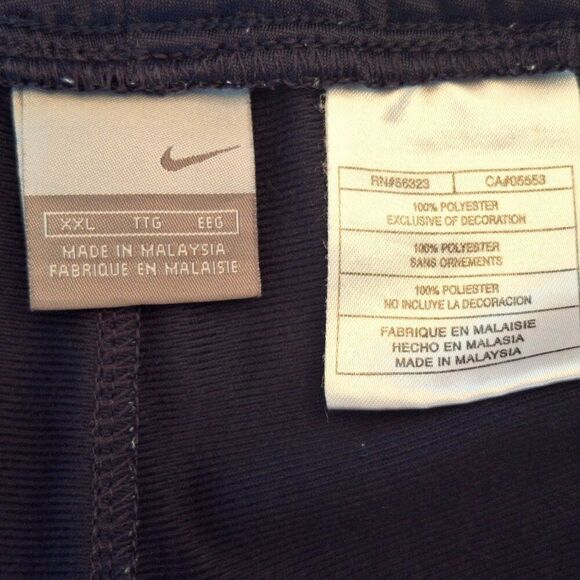 XXL TTG EEG
MADE IN MALAYSIA
FABRIQUE EN MALAISIE
RN#56323 CA#05553
100% POLYESTER
EXCLUSIVE OF DECORATION
100% POLYESTER
SANS ORNEMENTS
100% POLIESTER
NO INCLUYE LA DECORACION
FABRIQUE EN MALAISIE
HECHO EN MALASIA
MADE IN MALAYSIA